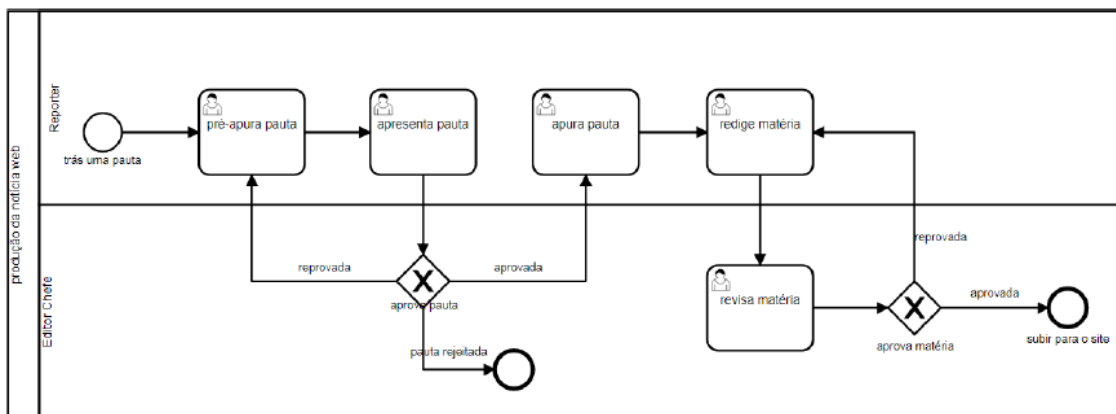 produção da notícia web
Reporter
trás uma pauta
pré-apura pauta
apresenta pauta
apura pauta
redige matéria
Editor Chefe
reprovada
aprova pauta
aprovada
pauta rejeitada
revisa matéria
reprovada
aprova matéria
aprovada
subir para o site